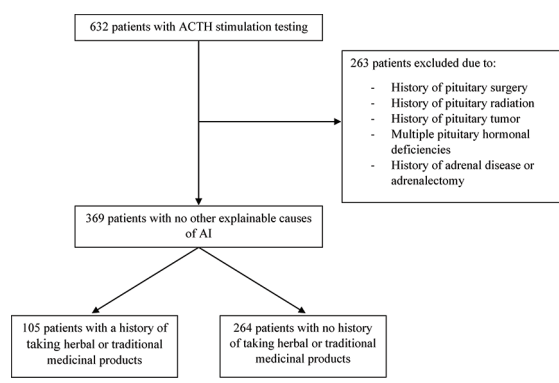 632 patients with ACTH stimulation testing
263 patients excluded due to:
- History of pituitary surgery
- History of pituitary radiation
- History of pituitary tumor
- Multiple pituitary hormonal
deficiencies
- History of adrenal disease or
adrenalectomy
369 patients with no other explainable causes
of AI
105 patients with a history of
taking herbal or traditional
medicinal products
264 patients with no history
of taking herbal or traditional
medicinal products